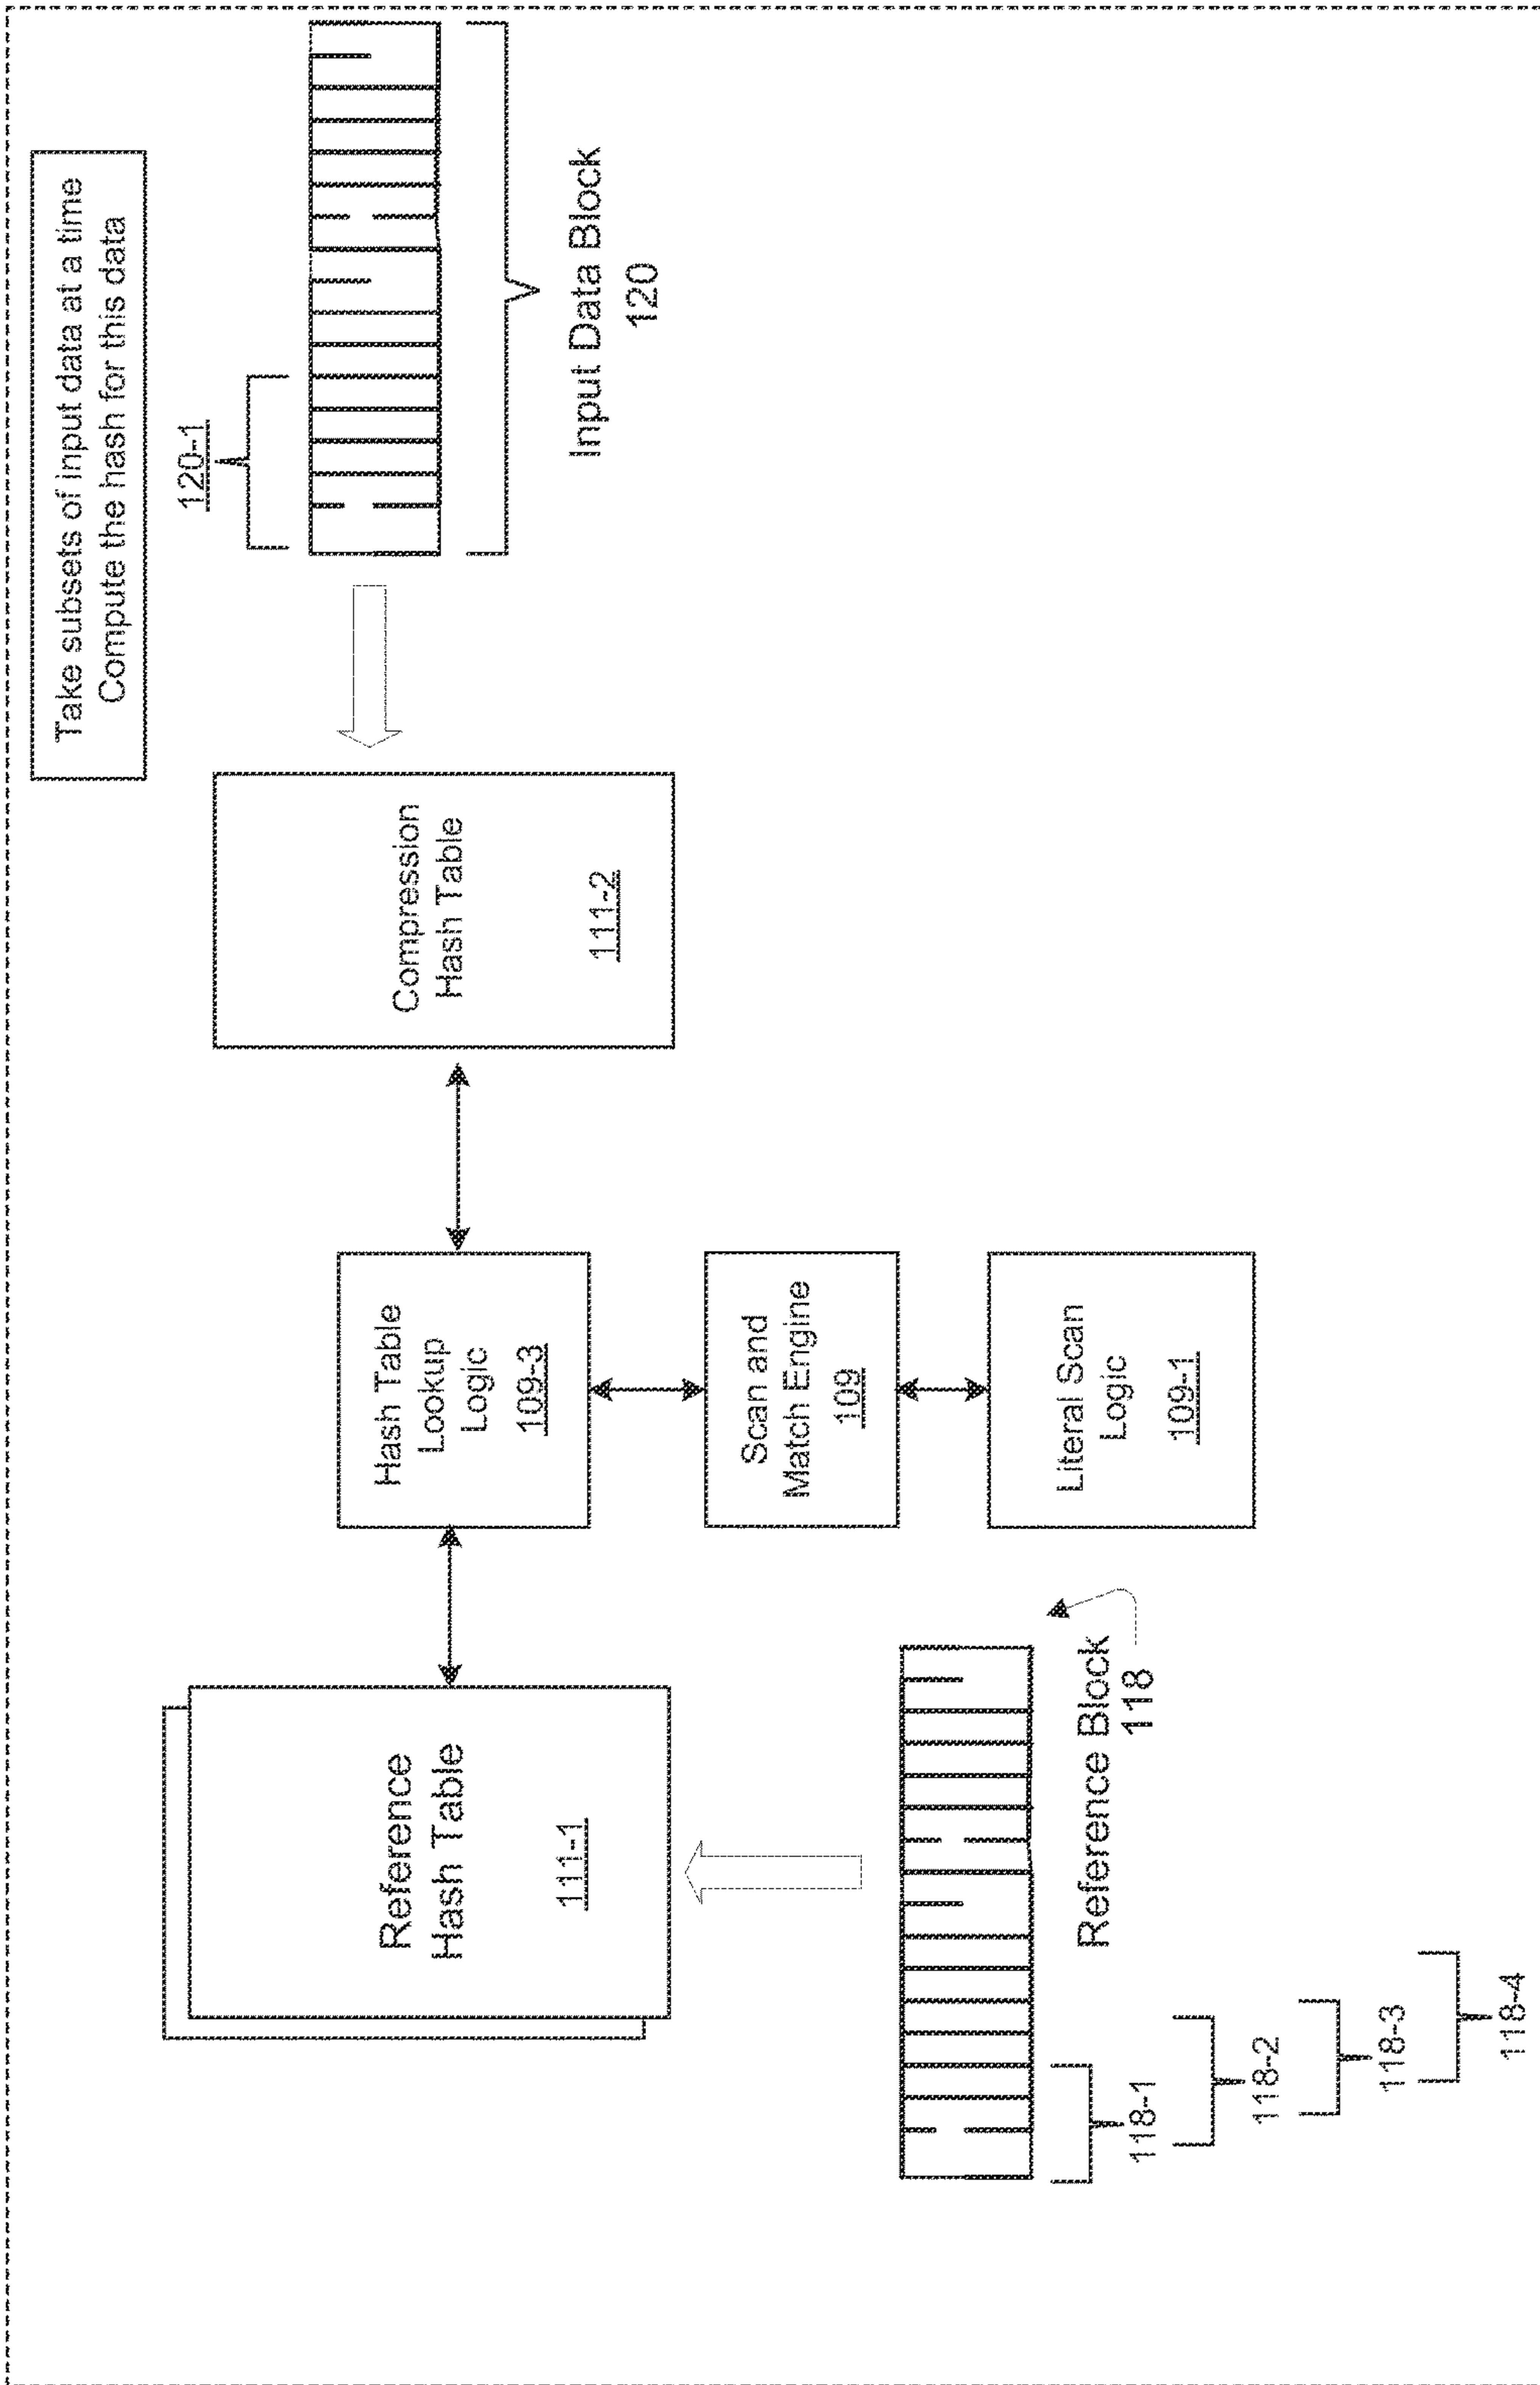 Take subsets of input data at a time
Compute the hash for this data
120-1
Input Data Block
120
Compression
Hash Table
111-2
Hash Table
Lookup
Logic
109-3
Scan and
Match Engine
109
Literal Scan
Logic
109-1
Reference
Hash Table
111-1
Reference Block
118
118-1
118-2
118-3
118-4